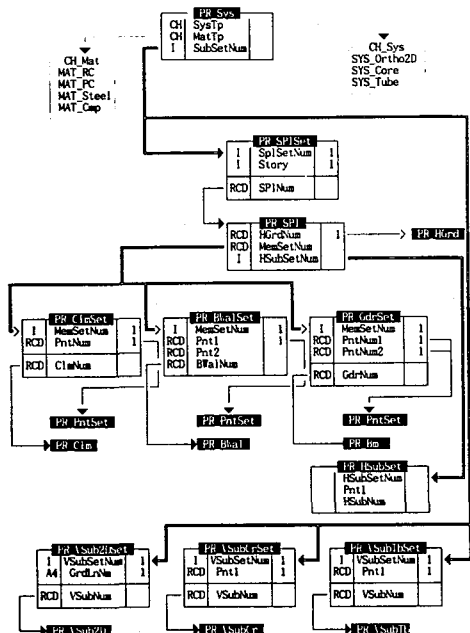 PR_Sys
CH SysTp
CH MatTp
I SubSetNum
CH_Mat
MAT_RC
MAT_PC
MAT_Steel
MAT_Cmp
CH_Sys
SYS_Ortho2D
SYS_Core
SYS_Tube
PR_SPlSet
I SplSetNum 1
I Story 1
RCD SPlNum
PR_SPl
RCD HGrdNum 1
RCD MemSetNum
I HSubSetNum
PR_HGrd
PR_ClmSet
I MemSetNum 1
RCD PntNum 1
RCD ClmNum
PR_BWalSet
I MemSetNum 1
RCD Pnt1 1
RCD Pnt2
RCD BWalNum
PR_GdrSet
I MemSetNum 1
RCD PntNum1 1
RCD PntNum2 1
RCD GdrNum
PR_PntSet
PR_PntSet
PR_PntSet
PR_Clm
PR_BWal
PR_Bm
PR_HSubSet
HSubSetNum
Pnt1
HSubNum
PR_VSub2DSet
I VSubSetNum 1
A4 GrdLnNm 1
RCD VSubNum
PR_VSubCrSet
I VSubSetNum 1
RCD Pnt1 1
RCD VSubNum
PR_VSubTbSet
I VSubSetNum 1
RCD Pnt1 1
RCD VSubNum
PR_VSub2D
PR_VSubCr
PR_VSubTb